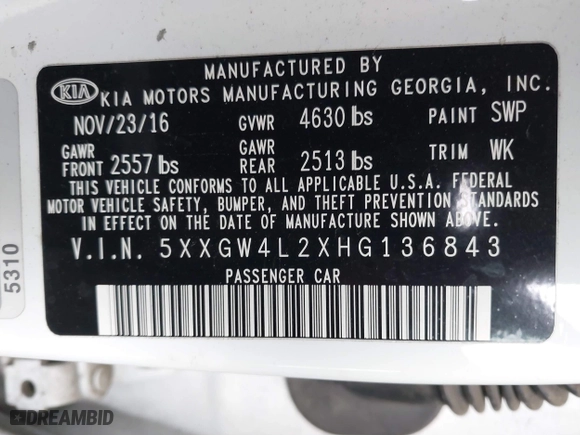 MANUFACTURED BY
KIA KIA MOTORS MANUFACTURING GEORGIA, INC.
NOV/23/16 GVWR 4630 lbs PAINT SWP
GAWR FRONT 2557 lbs GAWR REAR 2513 lbs TRIM WK
THIS VEHICLE CONFORMS TO ALL APPLICABLE U.S.A. FEDERAL
MOTOR VEHICLE SAFETY, BUMPER, AND THEFT PREVENTION STANDARDS
IN EFFECT ON THE DATE OF MANUFACTURE SHOWN ABOVE.
V.I.N. 5XXGW4L2XHG136843
PASSENGER CAR
5310
DREAMBID